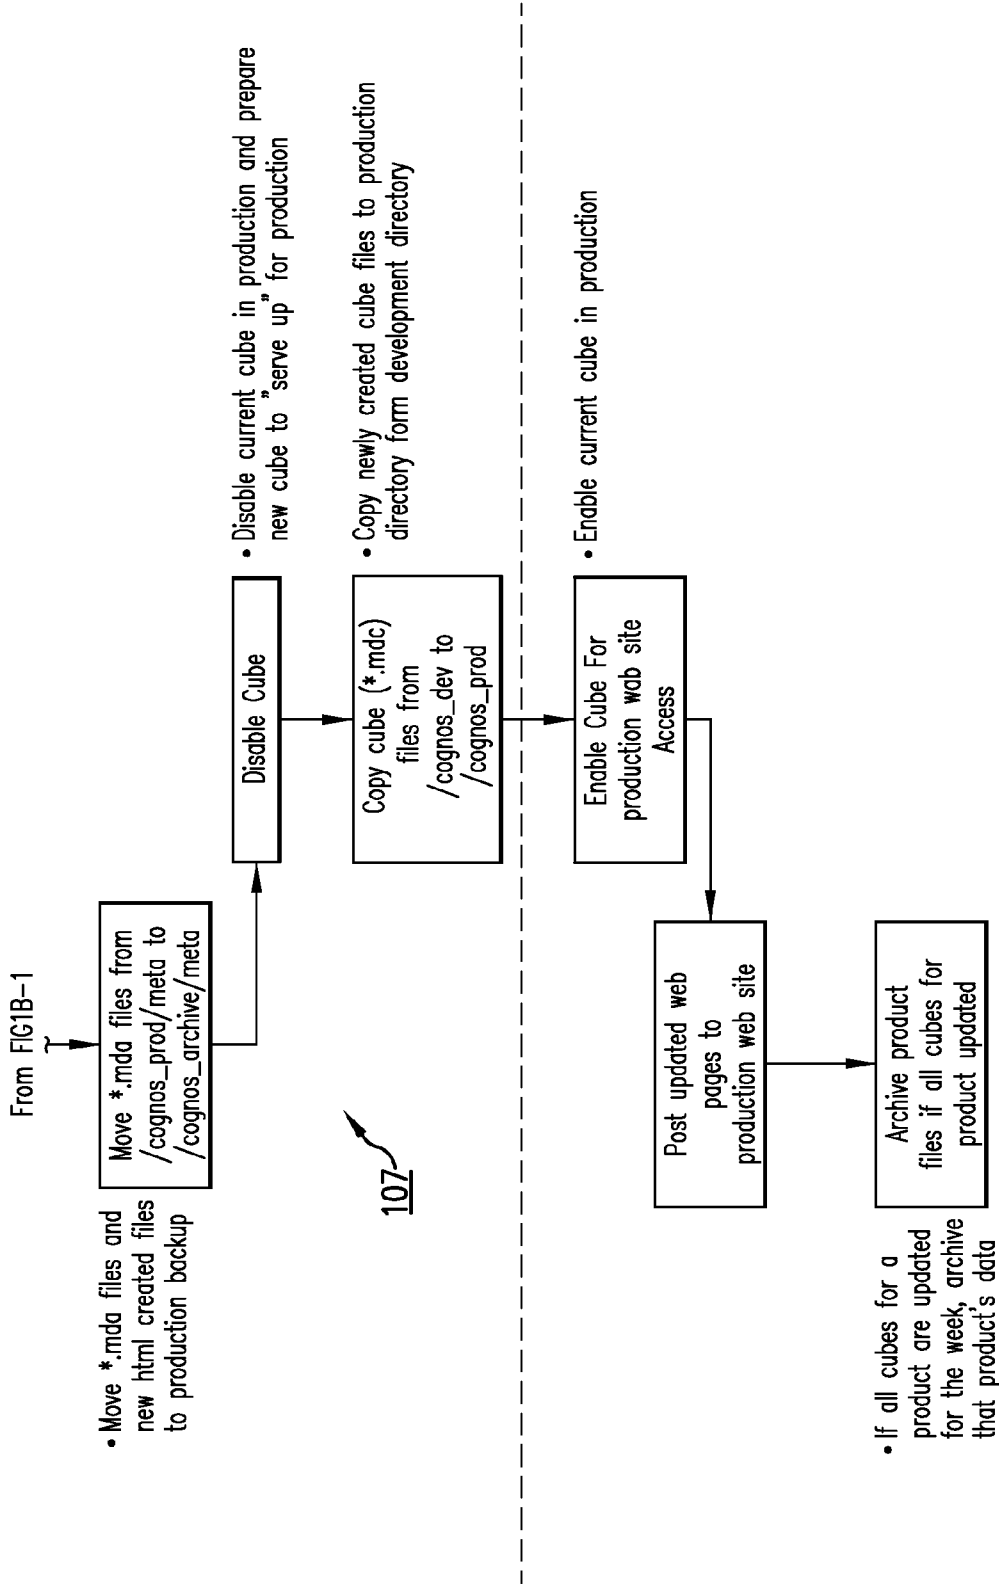 From FIG1B-1
• Move *.mda files and
new html created files
to production backup
Move *.mda files from
/cognos_prod/meta to
/cognos_archive/meta
Disable Cube
• Disable current cube in production and prepare
new cube to "serve up" for production
Copy cube (*.mdc)
files from
/cognos_dev to
/cognos_prod
• Copy newly created cube files to production
directory form development directory
107
Enable Cube For
production wab site
Access
• Enable current cube in production
Post updated web
pages to
production web site
• If all cubes for a
product are updated
for the week, archive
that product's data
Archive product
files if all cubes for
product updated